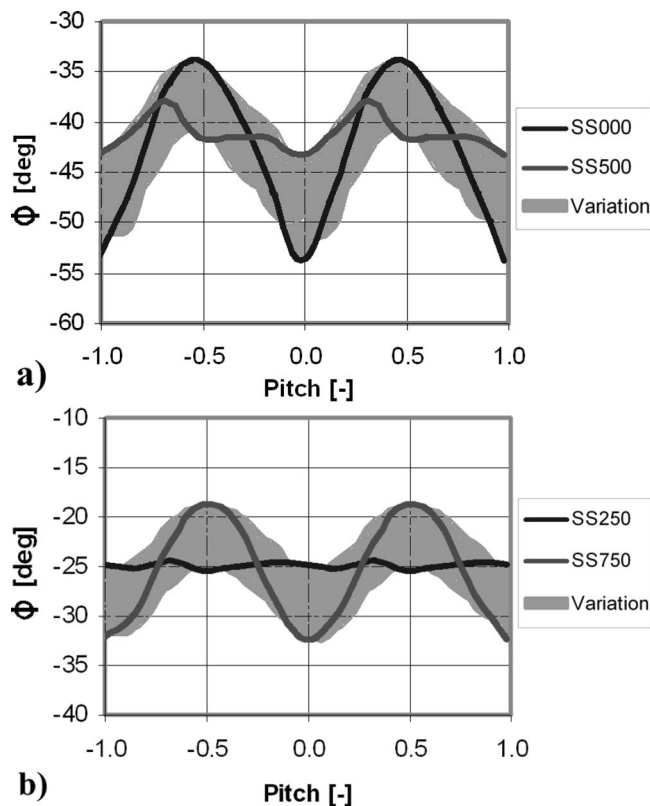 -30
-35
-40
-45
-50
-55
-60
Φ [deg]
-1.0 -0.5 0.0 0.5 1.0
Pitch [-]
SS000
SS500
Variation
a)
-10
-15
-20
-25
-30
-35
-40
Φ [deg]
-1.0 -0.5 0.0 0.5 1.0
Pitch [-]
SS250
SS750
Variation
b)